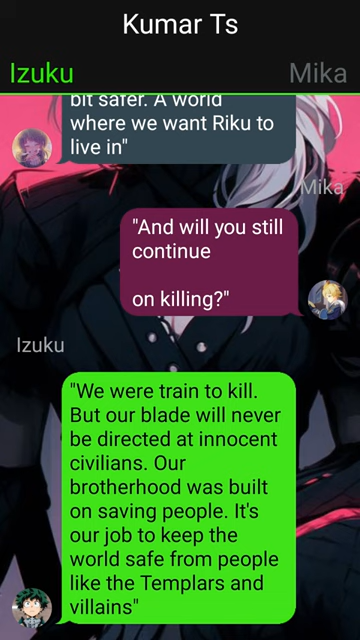 Kumar Ts
Izuku Mika
bit safer. A world
where we want Riku to
live in"
Mika
"And will you still
continue
on killing?"
Izuku
"We were train to kill.
But our blade will never
be directed at innocent
civilians. Our
brotherhood was built
on saving people. It's
our job to keep the
world safe from people
like the Templars and
villains"